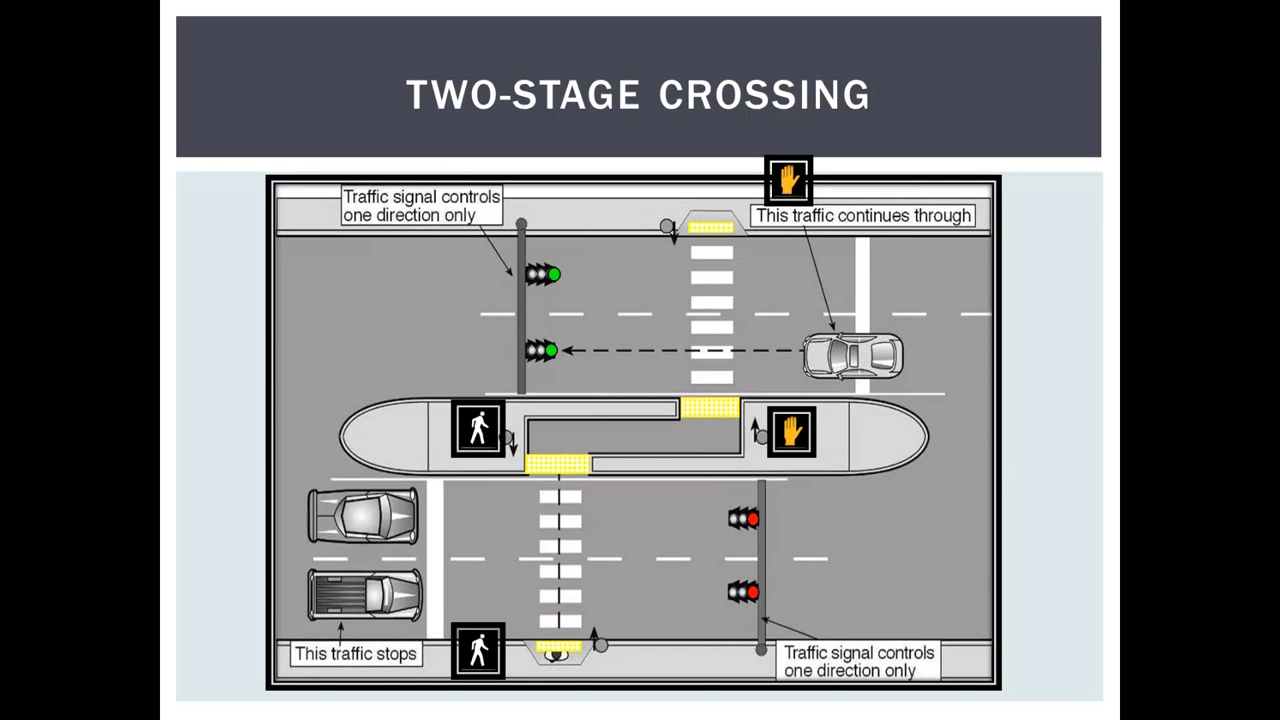 TWO-STAGE CROSSING
Traffic signal controls
one direction only
This traffic continues through
This traffic stops
Traffic signal controls
one direction only